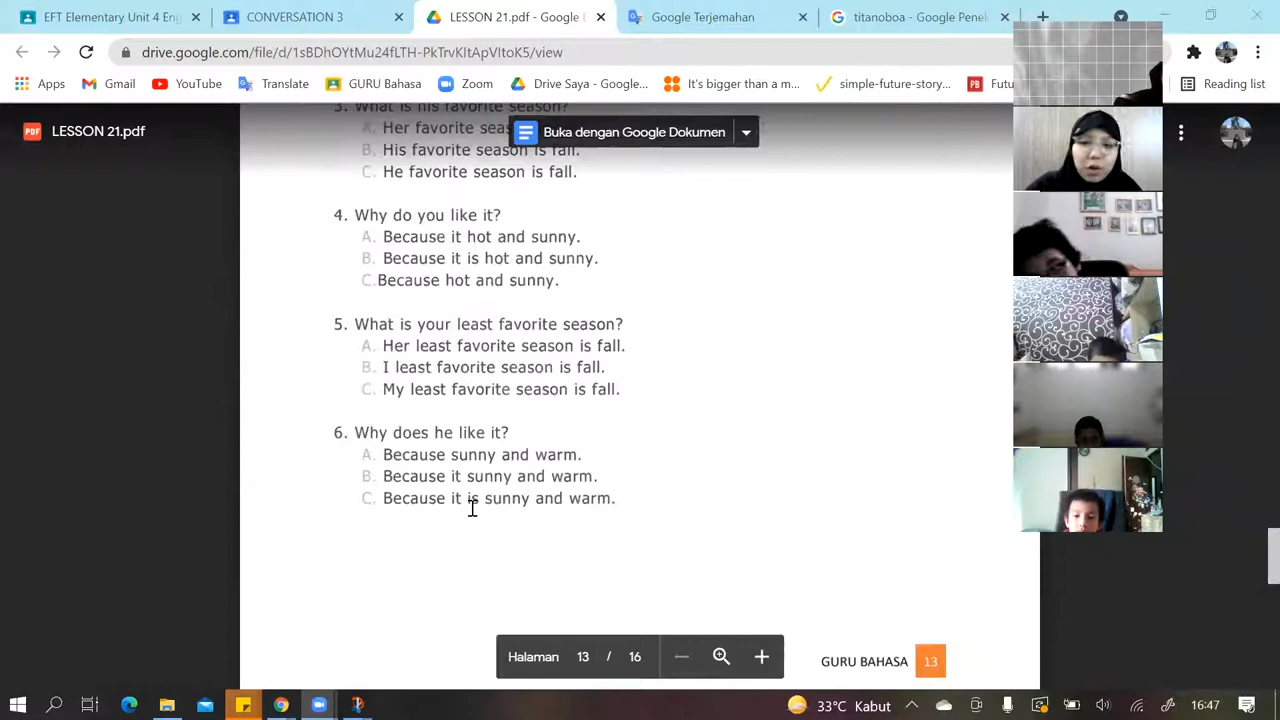 EFT Elementary Unit 4 Eng
CONVERSATION 3
LESSON 21.pdf - Google D
Google Terjemahan
titanoboa - Google Penel
drive.google.com/file/d/1sBDhOYtMu24fLTH-PkTrvKItApVItoK5/view
Apps
Gmail
YouTube
Translate
GURU Bahasa
Zoom
Drive Saya - Google...
It's bigger than a m...
simple-future-story...
Futu
Reading list
PDF LESSON 21.pdf
Buka dengan Google Dokumen
3. What is his favorite season?
A. Her favorite seas
B. His favorite season is fall.
C. He favorite season is fall.
4. Why do you like it?
A. Because it hot and sunny.
B. Because it is hot and sunny.
C. Because hot and sunny.
5. What is your least favorite season?
A. Her least favorite season is fall.
B. I least favorite season is fall.
C. My least favorite season is fall.
6. Why does he like it?
A. Because sunny and warm.
B. Because it sunny and warm.
C. Because it is sunny and warm.
Halaman 13 / 16
GURU BAHASA 13
33°C Kabut
16:47